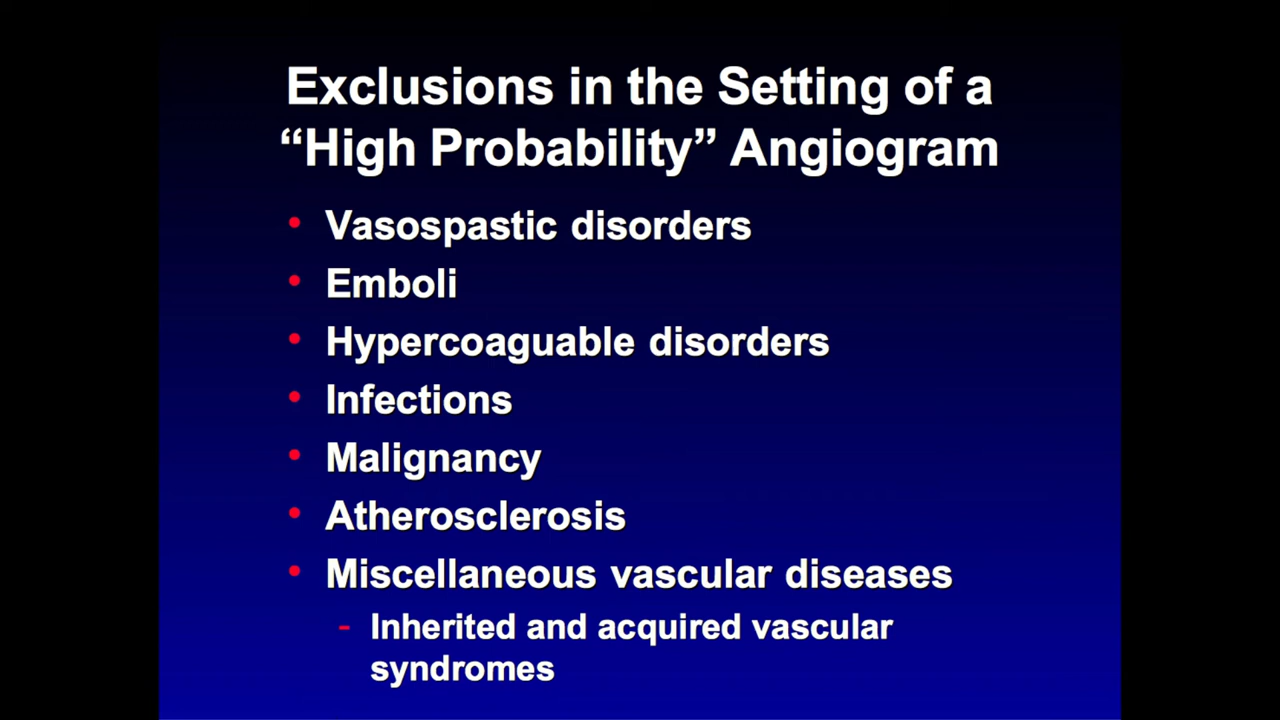 Exclusions in the Setting of a
“High Probability” Angiogram
• Vasospastic disorders
• Emboli
• Hypercoaguable disorders
• Infections
• Malignancy
• Atherosclerosis
• Miscellaneous vascular diseases
- Inherited and acquired vascular
syndromes